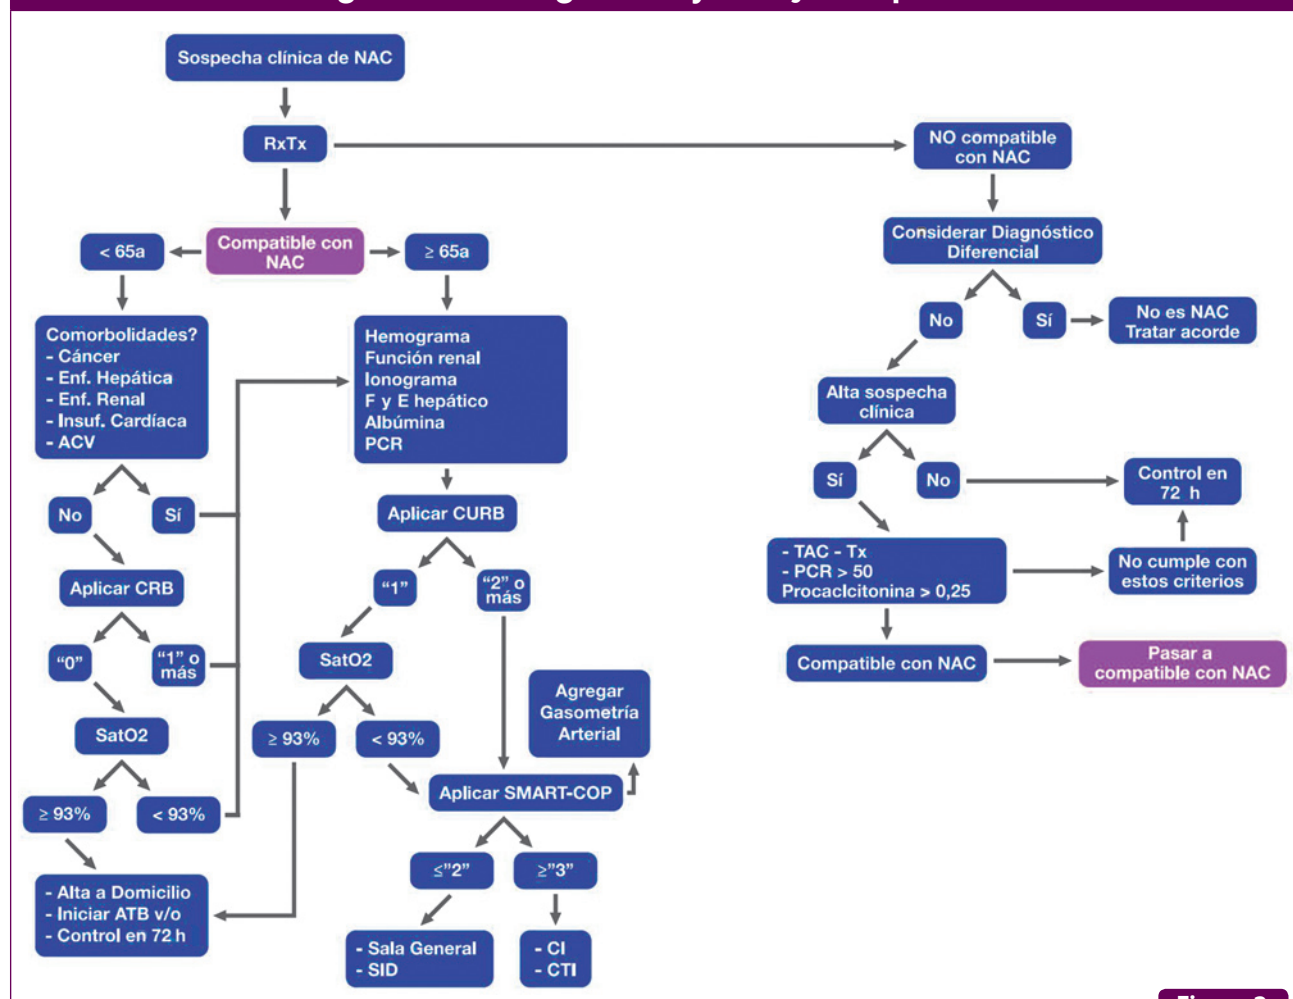 Sospecha clínica de NAC
RxTx
NO compatible
con NAC
Considerar Diagnóstico
Diferencial
No
Sí
No es NAC
Tratar acorde
Alta sospecha
clínica
Sí
No
Control en
72 h
- TAC - Tx
- PCR > 50
Procaclcitonina > 0,25
No cumple con
estos criterios
Compatible con NAC
Pasar a
compatible con NAC
Compatible con
NAC
< 65a
≥ 65a
Comorbolidades?
- Cáncer
- Enf. Hepática
- Enf. Renal
- Insuf. Cardíaca
- ACV
No
Sí
Aplicar CRB
“0”
“1” o
más
SatO2
≥ 93%
< 93%
- Alta a Domicilio
- Iniciar ATB v/o
- Control en 72 h
Hemograma
Función renal
Ionograma
F y E hepático
Albúmina
PCR
Aplicar CURB
“1”
“2” o
más
SatO2
≥ 93%
< 93%
Agregar
Gasometría
Arterial
Aplicar SMART-COP
≤”2”
≥”3”
- Sala General
- SID
- CI
- CTI